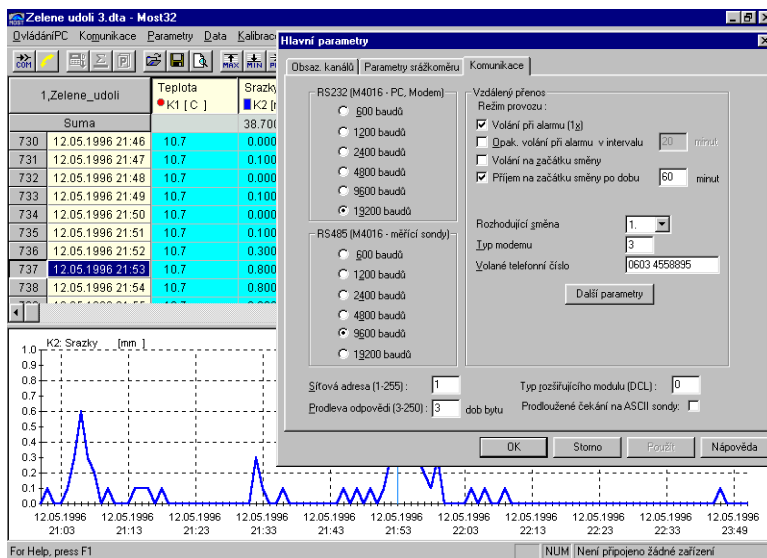 Zelene udoli 3.dta - Most32
OvládáníPC Komunikace Parametry Data Kalibrace
COM Σ P MAX MIN
1,Zelene_udoli Teplota Srazky
K1 [ C ] K2 [
Suma 38.700
730 12.05.1996 21:46 10.7 0.000
731 12.05.1996 21:47 10.7 0.100
732 12.05.1996 21:48 10.7 0.000
733 12.05.1996 21:49 10.7 0.100
734 12.05.1996 21:50 10.7 0.000
735 12.05.1996 21:51 10.7 0.100
736 12.05.1996 21:52 10.7 0.300
737 12.05.1996 21:53 10.7 0.800
738 12.05.1996 21:54 10.7 0.800
Hlavní parametry
Obsaz. kanálů Parametry srážkoměru Komunikace
RS232 (M4016 - PC, Modem)
600 baudů
1200 baudů
2400 baudů
4800 baudů
9600 baudů
19200 baudů
RS485 (M4016 - měřící sondy)
600 baudů
1200 baudů
2400 baudů
4800 baudů
9600 baudů
19200 baudů
Vzdálený přenos
Režim provozu :
Volání při alarmu (1x)
Opak. volání při alarmu v intervalu 20 minut
Volání na začátku směny
Příjem na začátku směny po dobu 60 minut
Rozhodující směna 1.
Typ modemu 3
Volané telefonní číslo 0603 4558895
Další parametry
Síťová adresa (1-255) : 1
Typ rozšiřujícího modulu (DCL) : 0
Prodleva odpovědi (3-250) : 3 dob bytu
Prodloužené čekání na ASCII sondy:
OK Storno Použít Nápověda
K2: Srazky [mm ]
1.0
0.9
0.8
0.7
0.6
0.5
0.4
0.3
0.2
0.1
0.0
12.05.1996 12.05.1996 12.05.1996 12.05.1996 12.05.1996 12.05.1996 12.05.1996 12.05.1996 12.05.1996 12.05.1996 12.05.1996
21:03 21:13 21:23 21:33 21:43 21:53 22:03 22:13 22:23 22:33 23:49
For Help, press F1
NUM Není připojeno žádné zařízení